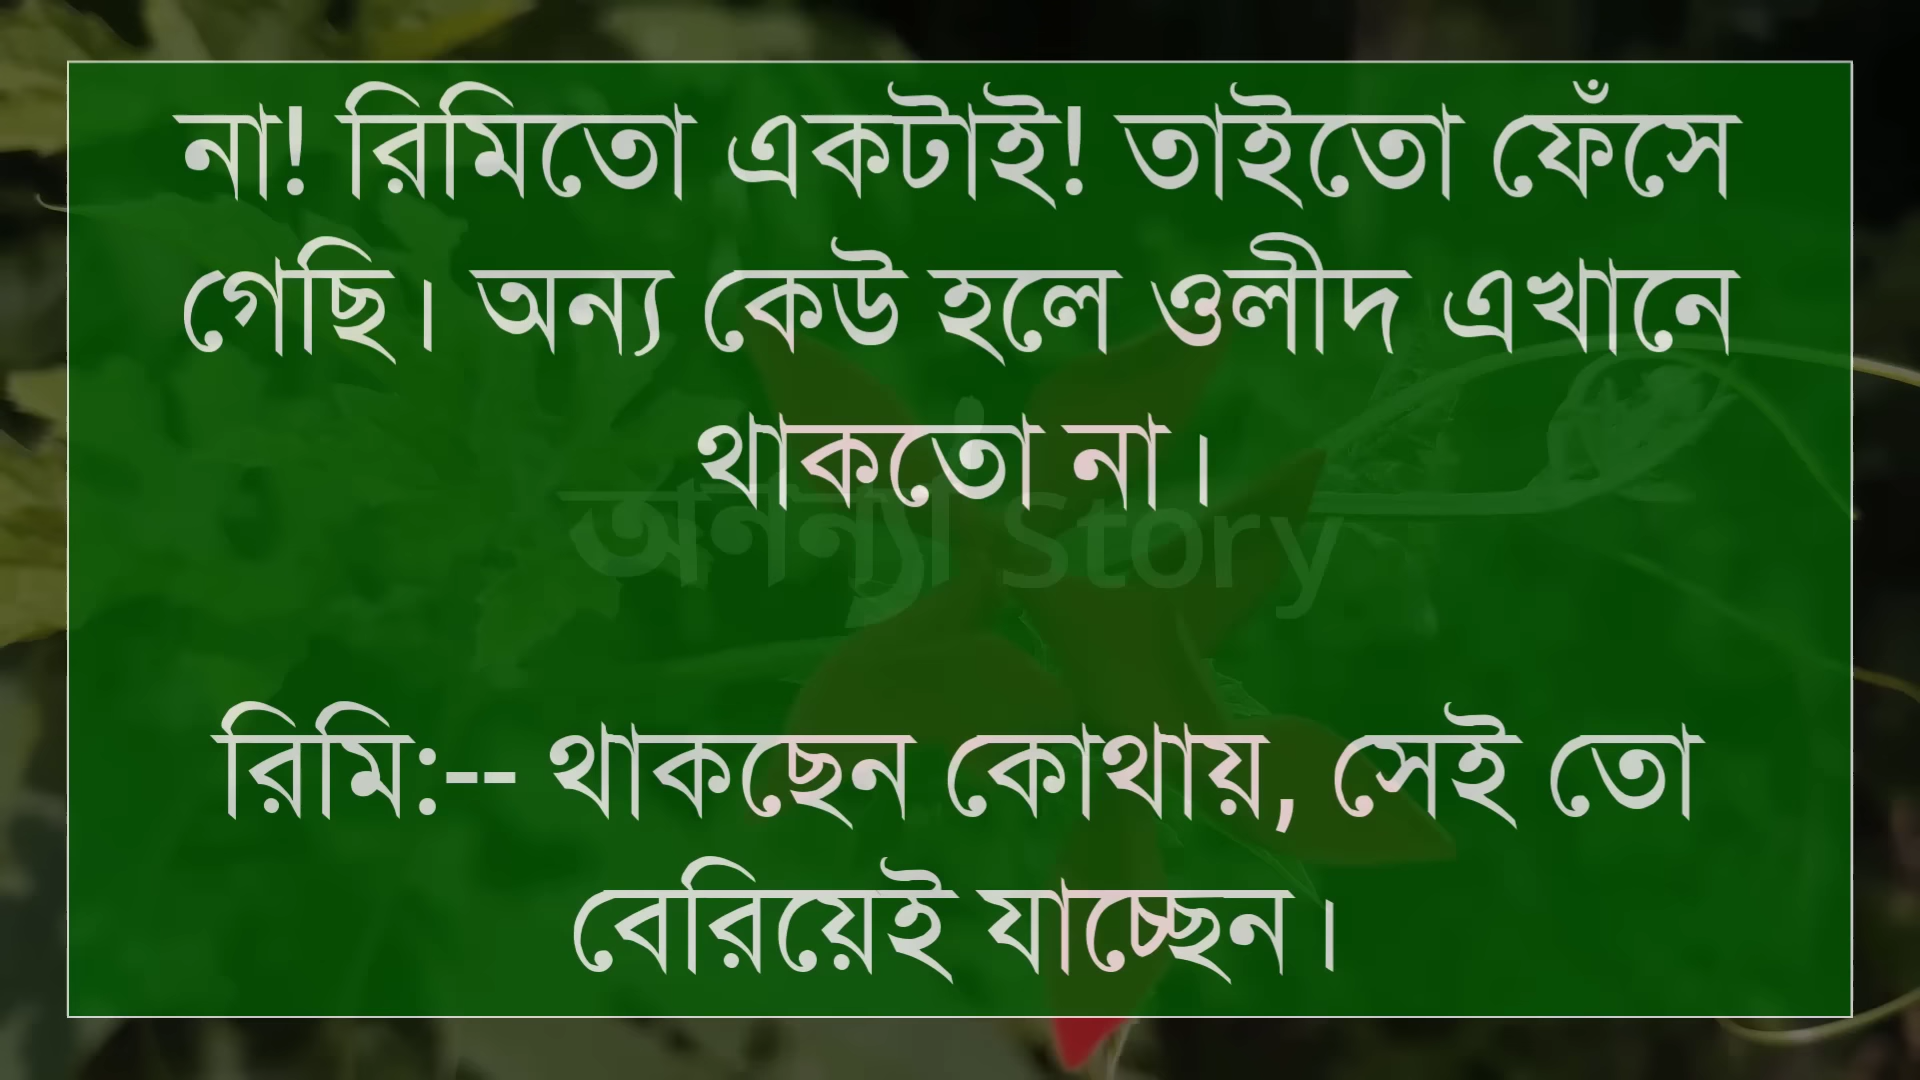 না! রিমিতো একটাই! তাইতো ফেঁসে
গেছি। অন্য কেউ হলে ওলীদ এখানে
থাকতো না।
অনন্যা Story
রিমি:-- থাকছেন কোথায়, সেই তো
বেরিয়েই যাচ্ছেন।